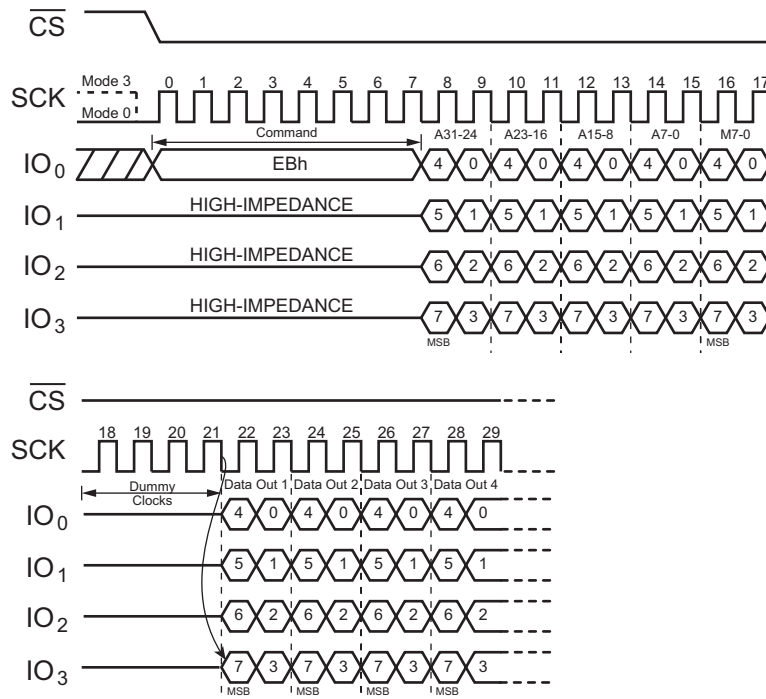 CS
Mode 3
0 1 2 3 4 5 6 7 8 9 10 11 12 13 14 15 16 17
SCK
Mode 0
Command A31-24 A23-16 A15-8 A7-0 M7-0
IO0 EBh 4 0 4 0 4 0 4 0 4 0
IO1 HIGH-IMPEDANCE 5 1 5 1 5 1 5 1 5 1
IO2 HIGH-IMPEDANCE 6 2 6 2 6 2 6 2 6 2
IO3 HIGH-IMPEDANCE 7 3 7 3 7 3 7 3 7 3
MSB MSB
CS
18 19 20 21 22 23 24 25 26 27 28 29
SCK
Dummy Data Out 1 Data Out 2 Data Out 3 Data Out 4
Clocks
IO0 4 0 4 0 4 0 4 0
IO1 5 1 5 1 5 1 5 1
IO2 6 2 6 2 6 2 6 2
IO3 7 3 7 3 7 3 7 3
MSB MSB MSB MSB